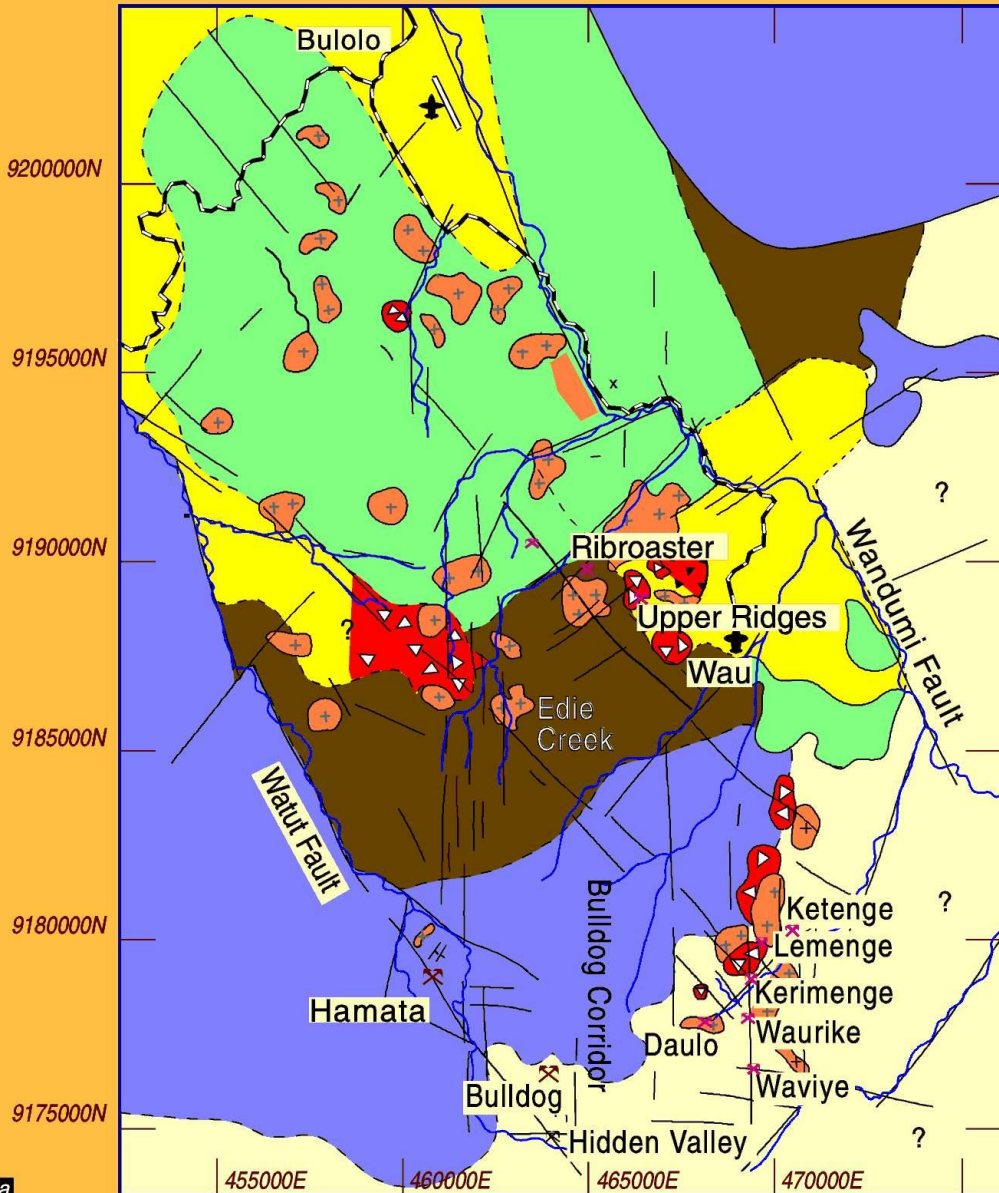 Bulolo
9200000N
9195000N
x
?
9190000N
Ribroaster
Wandumi Fault
Upper Ridges
?
Wau
Edie
Creek
9185000N
Watut Fault
Bulldog Corridor
?
Ketenge
9180000N
Lemenge
Kerimenge
Hamata
Waurike
Daulo
Waviye
Bulldog
9175000N
Hidden Valley
?
a
455000E
460000E
465000E
470000E